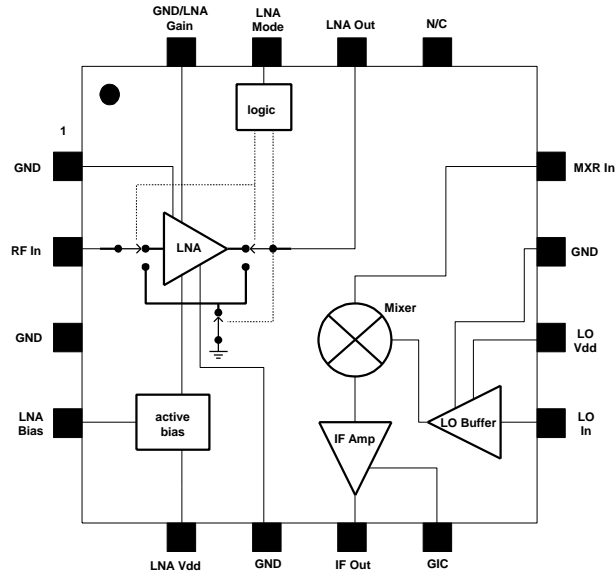 GND/LNA
Gain
LNA
Mode
LNA Out
N/C
logic
1
GND
MXR In
RF In
LNA
GND
Mixer
GND
LO
Vdd
LNA
Bias
active
bias
IF Amp
LO Buffer
LO
In
LNA Vdd
GND
IF Out
GIC